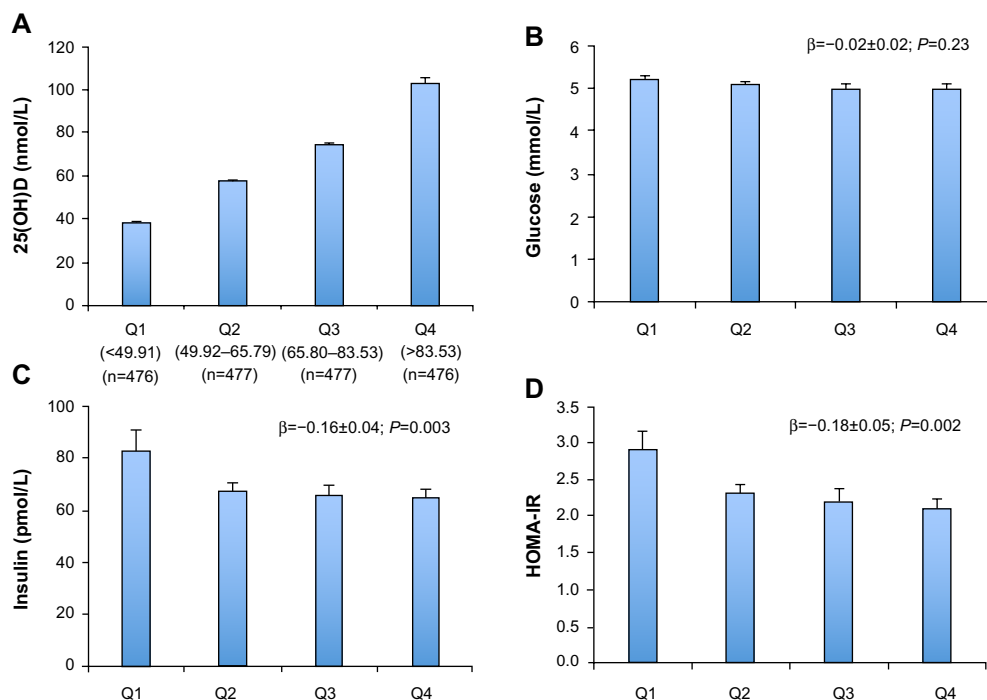 A
25(OH)D (nmol/L)
120
100
80
60
40
20
0
Q1 Q2 Q3 Q4
(<49.91) (49.92–65.79) (65.80–83.53) (>83.53)
(n=476) (n=477) (n=477) (n=476)
B
β=−0.02±0.02; P=0.23
Glucose (mmol/L)
6
5
4
3
2
1
0
Q1 Q2 Q3 Q4
C
β=−0.16±0.04; P=0.003
Insulin (pmol/L)
100
80
60
40
20
0
Q1 Q2 Q3 Q4
D
β=−0.18±0.05; P=0.002
HOMA-IR
3.5
3.0
2.5
2.0
1.5
1.0
0.5
0.0
Q1 Q2 Q3 Q4